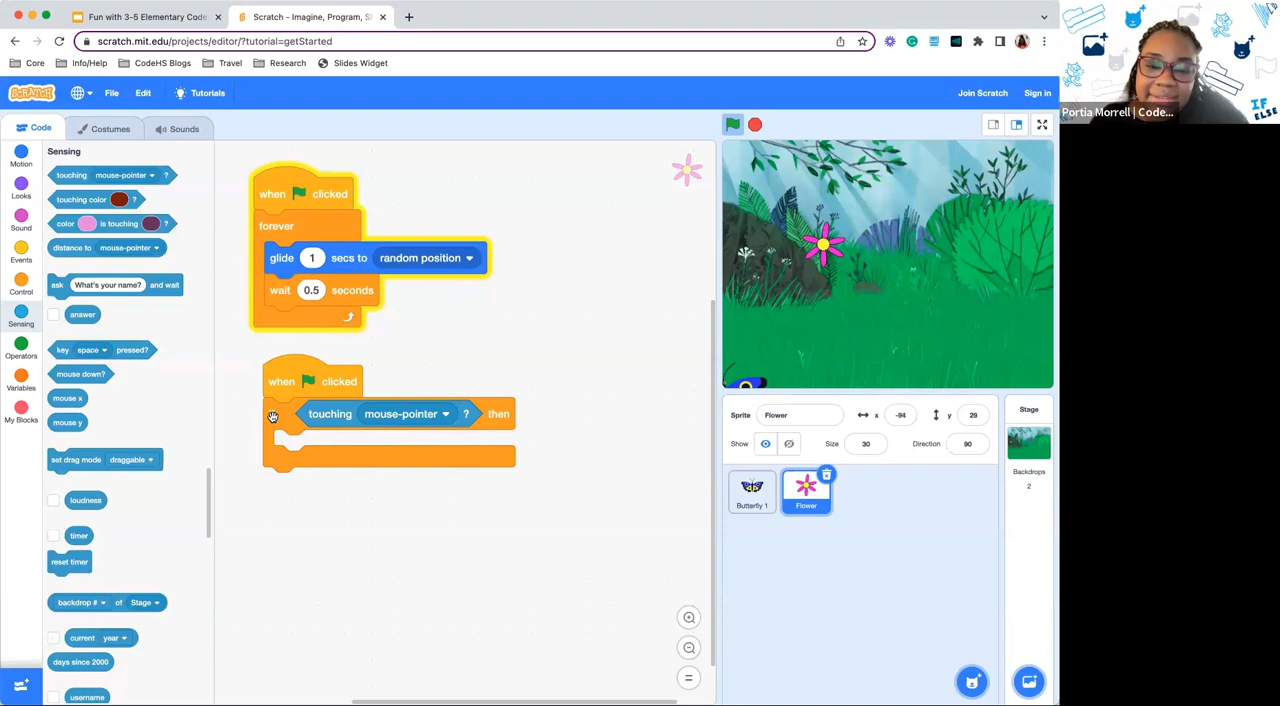 Fun with 3-5 Elementary Code
Scratch - Imagine, Program, S
scratch.mit.edu/projects/editor/?tutorial=getStarted
Core Info/Help CodeHS Blogs Travel Research Slides Widget
SCRATCH File Edit Tutorials Join Scratch Sign in
Code Costumes Sounds
Motion
Looks
Sound
Events
Control
Sensing
Operators
Variables
My Blocks
Sensing
touching mouse-pointer ?
touching color ?
color is touching ?
distance to mouse-pointer
ask What's your name? and wait
answer
key space pressed?
mouse down?
mouse x
mouse y
set drag mode draggable
loudness
timer
reset timer
backdrop # of Stage
current year
days since 2000
username
when clicked
forever
glide 1 secs to random position
wait 0.5 seconds
when clicked
touching mouse-pointer ? then
Sprite Flower x -94 y 29
Show Size 30 Direction 90
Butterfly 1
Flower
Stage
Backdrops
2
Portia Morrell | Code...
IF
ELSE